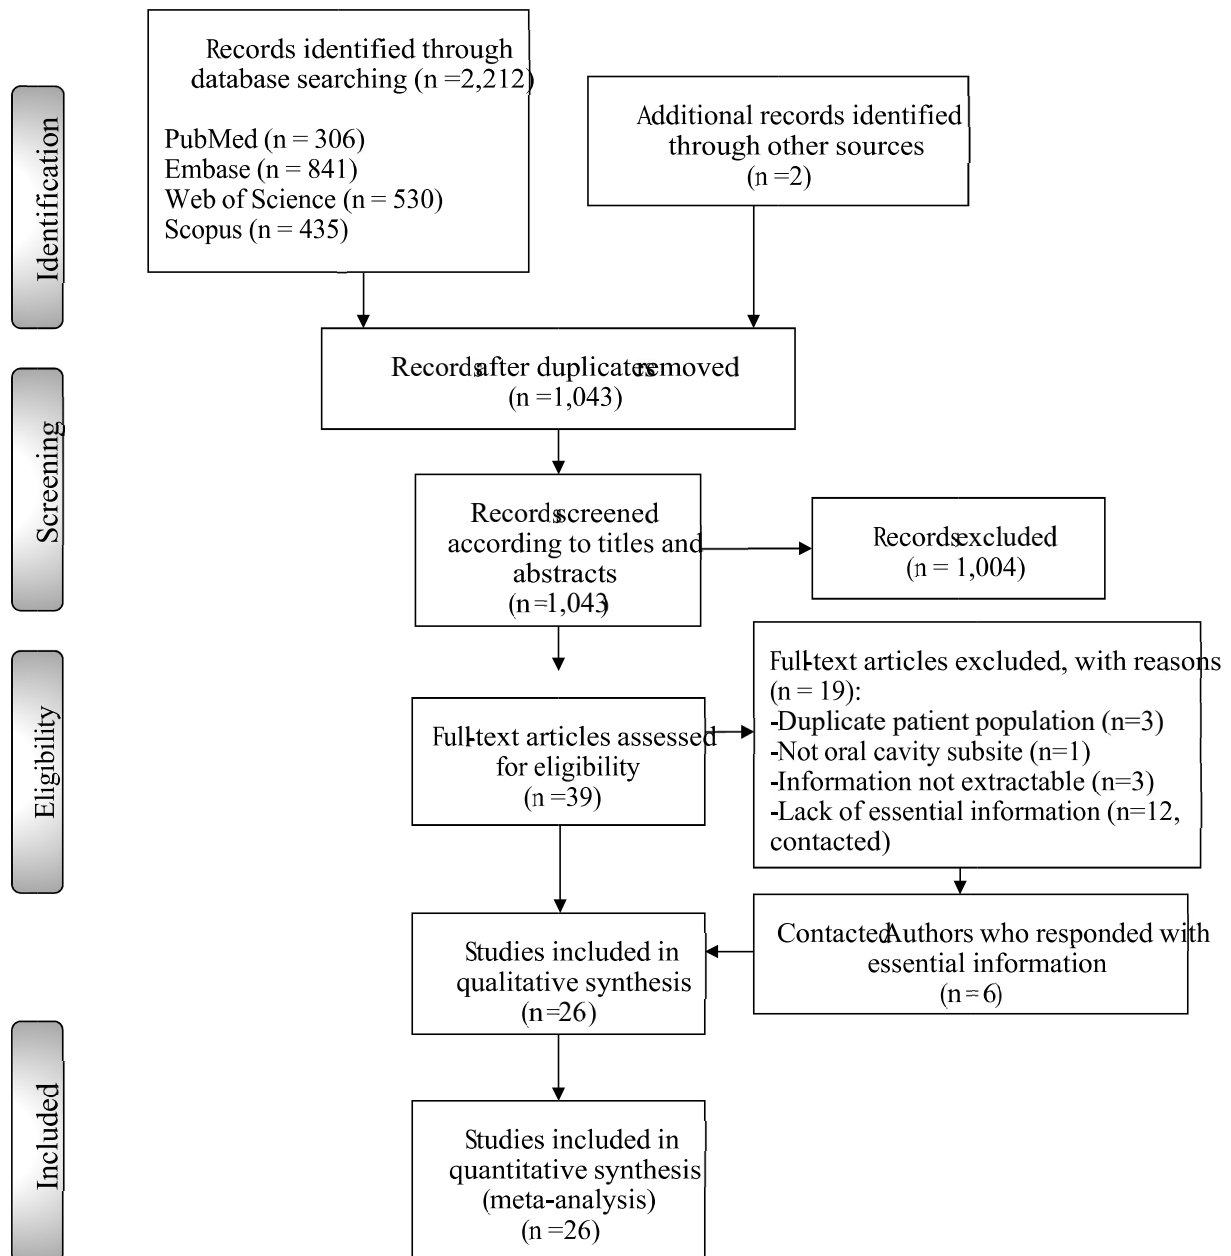 Records identified through
database searching (n =2,212)
PubMed (n = 306)
Embase (n = 841)
Web of Science (n = 530)
Scopus (n = 435)
Additional records identified
through other sources
(n =2)
Identification
Records after duplicates removed
(n =1,043)
Screening
Records screened
according to titles and
abstracts
(n =1,043)
Records excluded
(n = 1,004)
Eligibility
Full-text articles assessed
for eligibility
(n =39)
Full-text articles excluded, with reasons
(n = 19):
-Duplicate patient population (n=3)
-Not oral cavity subsite (n=1)
-Information not extractable (n=3)
-Lack of essential information (n=12,
contacted)
Studies included in
qualitative synthesis
(n=26)
Contacted Authors who responded with
essential information
(n=6)
Included
Studies included in
quantitative synthesis
(meta-analysis)
(n =26)